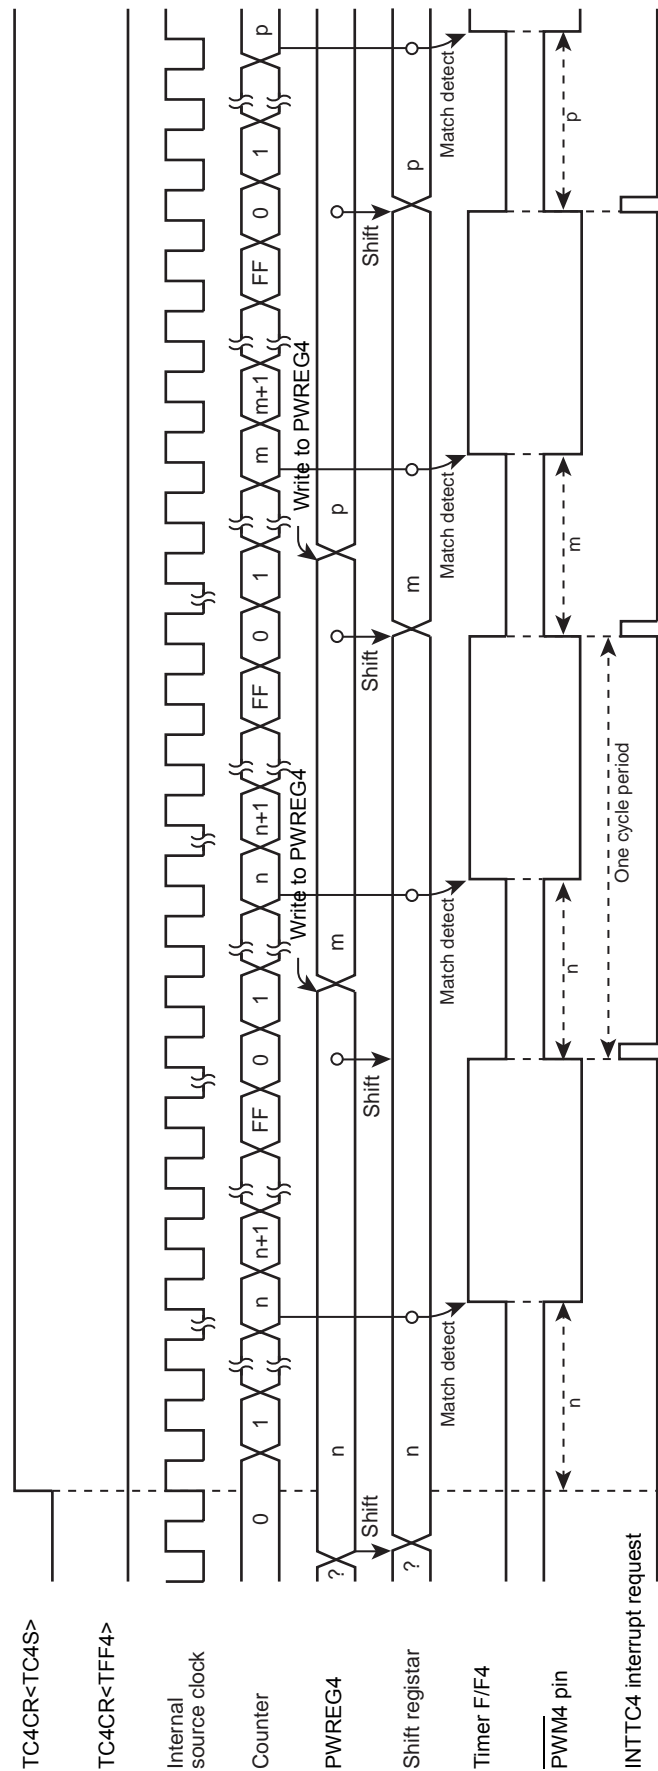 TC4CR<TC4S>
TC4CR<TFF4>
Internal
source clock
Counter 0 1 n n+1 FF 0 1 n n+1 FF 0 1 m m+1 FF 0 1 p
Write to PWREG4 Write to PWREG4
PWREG4 ? n m p
Shift Shift Shift Shift
Shift registar ? n m p
Match detect Match detect Match detect Match detect
Timer F/F4
PWM4 pin n n m p
One cycle period
INTTC4 interrupt request